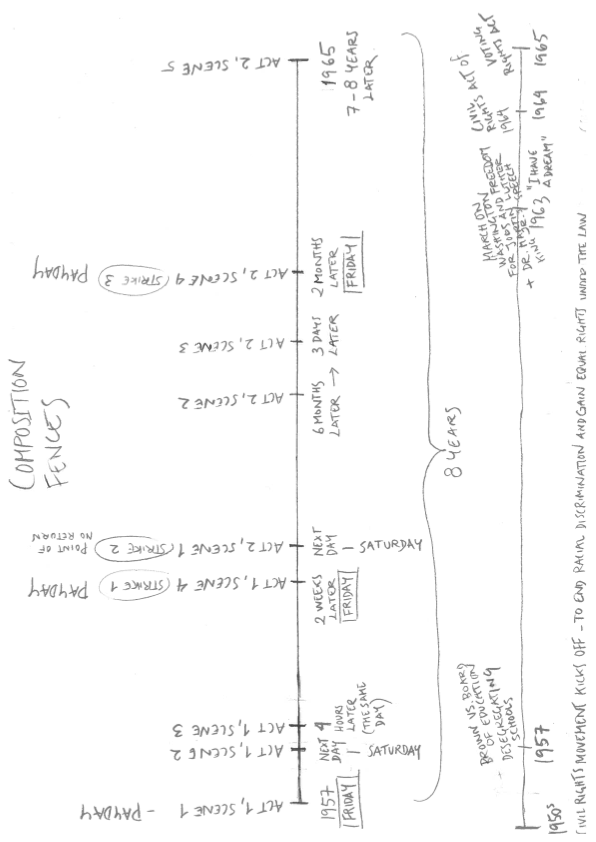 COMPOSITION
FENCES
ACT 1, SCENE 1 - PAYDAY
1957
FRIDAY
ACT 1, SCENE 2
NEXT
DAY
— SATURDAY
ACT 1, SCENE 3
4
HOURS
LATER
(THE SAME
DAY)
ACT 1, SCENE 4 (STRIKE 1) PAYDAY
2 WEEKS
LATER
FRIDAY
ACT 2, SCENE 1 (STRIKE 2) POINT OF
NO RETURN
NEXT
DAY
— SATURDAY
ACT 2, SCENE 2
6 MONTHS
LATER →
ACT 2, SCENE 3
3 DAYS
LATER
ACT 2, SCENE 4 (STRIKE 3) PAYDAY
2 MONTHS
LATER
FRIDAY
ACT 2, SCENE 5
1965
7-8 YEARS
LATER
8 YEARS
BROWN VS. BOARD
OF EDUCATION
DESEGREGATING
SCHOOLS
MARCH ON
WASHINGTON
FOR JOBS AND FREEDOM
+ DR. MARTIN LUTHER
KING JR. SPEECH
"I HAVE
A DREAM"
CIVIL
RIGHTS ACT OF
1964
VOTING
RIGHTS ACT
1950s
1957
1963
1964
1965
CIVIL RIGHTS MOVEMENT KICKS OFF - TO END RACIAL DISCRIMINATION AND GAIN EQUAL RIGHTS UNDER THE LAW